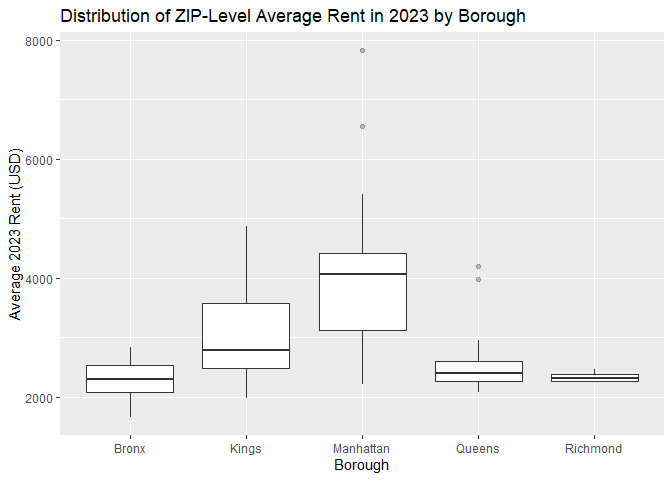 Distribution of ZIP-Level Average Rent in 2023 by Borough
Average 2023 Rent (USD)
8000
6000
4000
2000
Bronx Kings Manhattan Queens Richmond
Borough